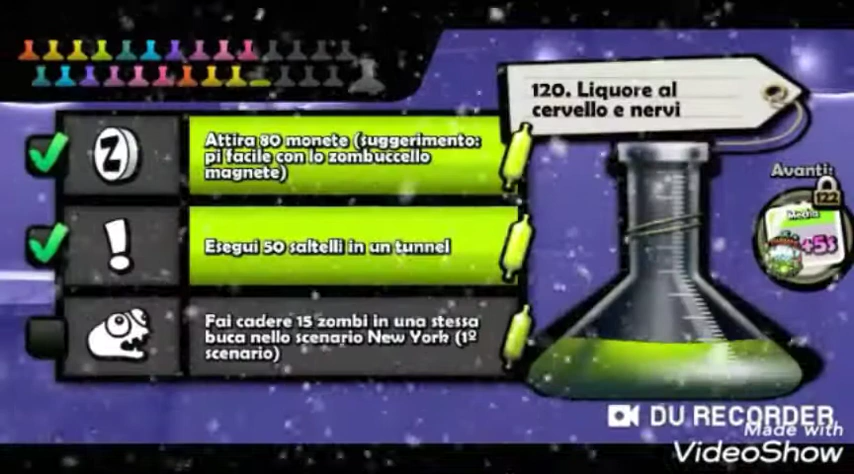 120. Liquore al
cervello e nervi
Attira 80 monete (suggerimento:
pi facile con lo zombuccello
magnete)
Esegui 50 saltelli in un tunnel
Fai cadere 15 zombi in una stessa
buca nello scenario New York (1º
scenario)
Avanti:
122
Media
+5s
DU RECORDER
Made with
VideoShow